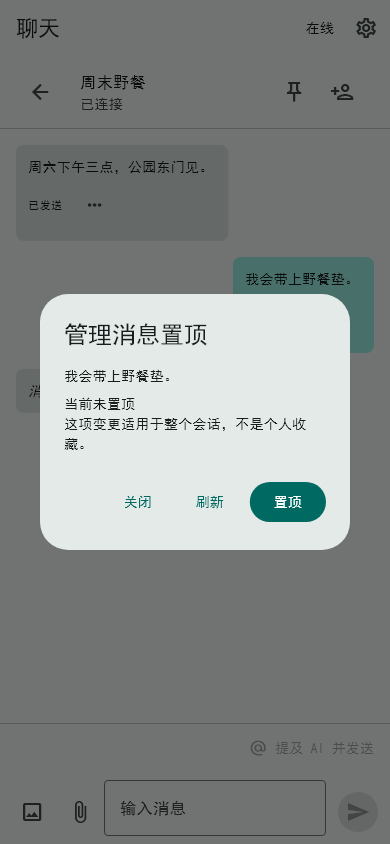 聊天
在线
周末野餐
已连接
周六下午三点，公园东门见。
已发送
我会带上野餐垫。
管理消息置顶
我会带上野餐垫。
当前未置顶
这项变更适用于整个会话，不是个人收
藏。
关闭
刷新
置顶
提及 AI 并发送
输入消息